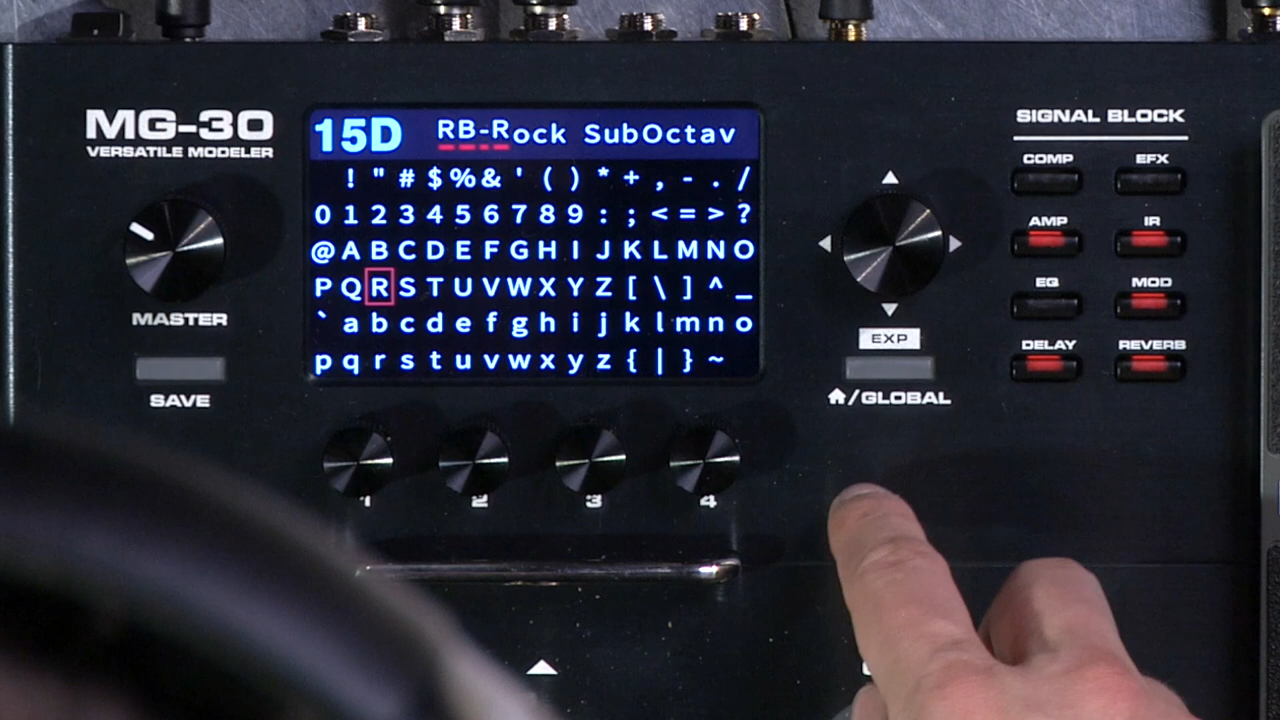 MG-30
VERSATILE MODELER
MASTER
SAVE
15D RB-Rock SubOctav
! " # $ % & ' ( ) * + , - . /
0 1 2 3 4 5 6 7 8 9 : ; < = > ?
@ A B C D E F G H I J K L M N O
P Q R S T U V W X Y Z [ \ ] ^ _
` a b c d e f g h i j k l m n o
p q r s t u v w x y z { | } ~
1 2 3 4
EXP
/GLOBAL
SIGNAL BLOCK
COMP EFX
AMP IR
EQ MOD
DELAY REVERB